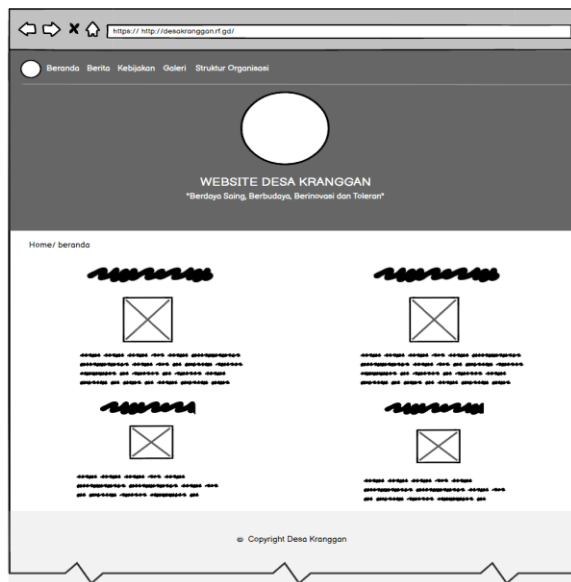 https:// http://desakranggan.rf.gd/
Beranda Berita Kebijakan Galeri Struktur Organisasi
WEBSITE DESA KRANGGAN
"Berdaya Saing, Berbudaya, Berinovasi dan Toleran"
Home/ beranda
© Copyright Desa Kranggan